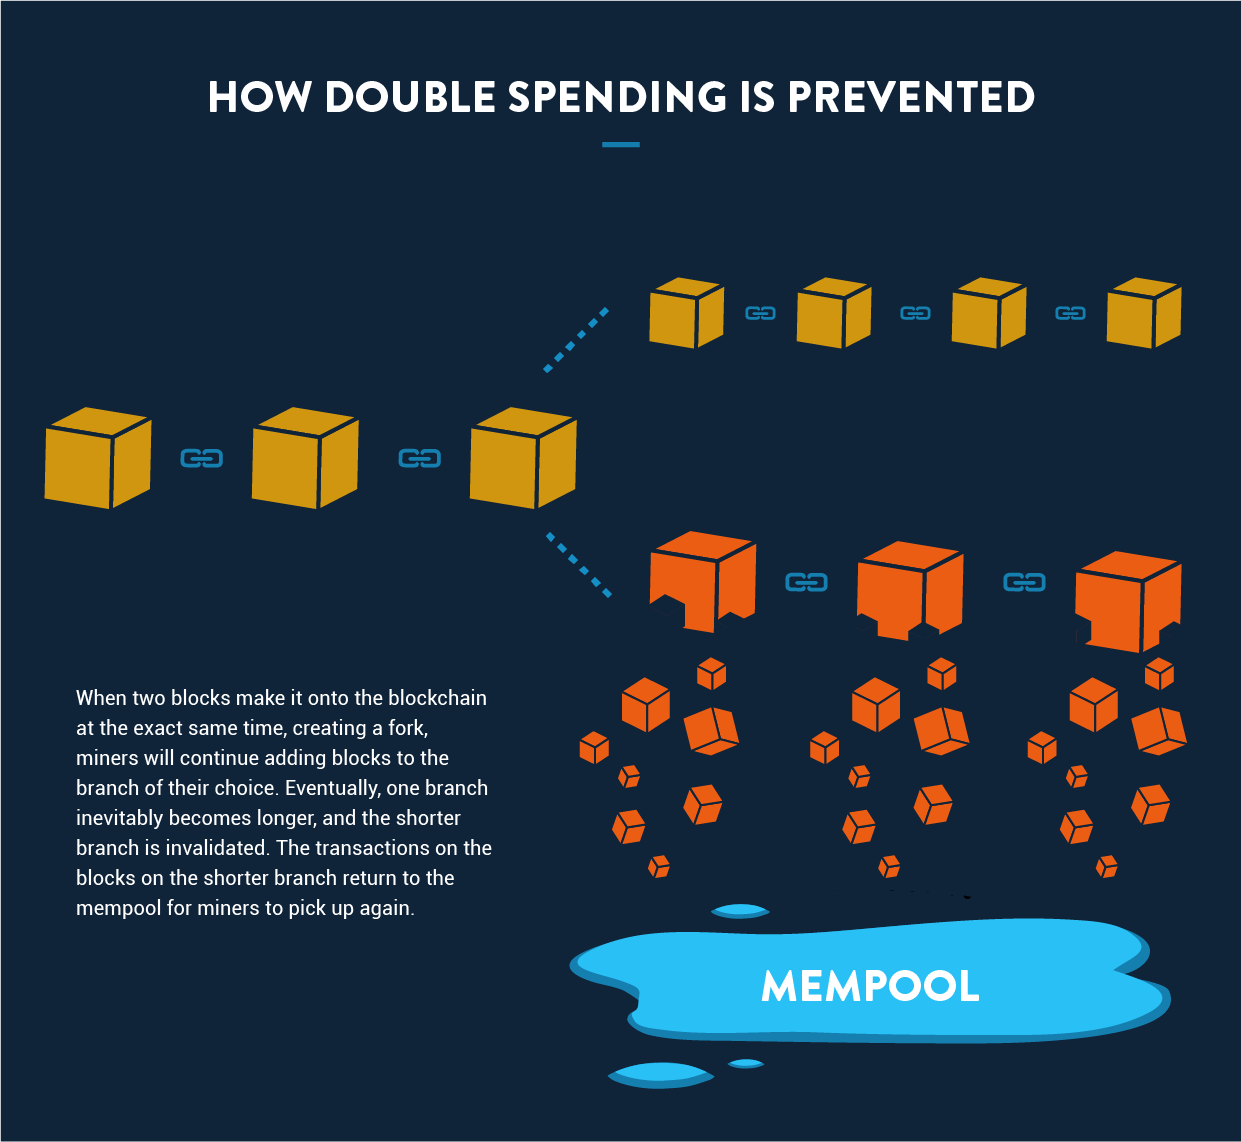 HOW DOUBLE SPENDING IS PREVENTED
When two blocks make it onto the blockchain
at the exact same time, creating a fork,
miners will continue adding blocks to the
branch of their choice. Eventually, one branch
inevitably becomes longer, and the shorter
branch is invalidated. The transactions on the
blocks on the shorter branch return to the
mempool for miners to pick up again.
MEMPOOL